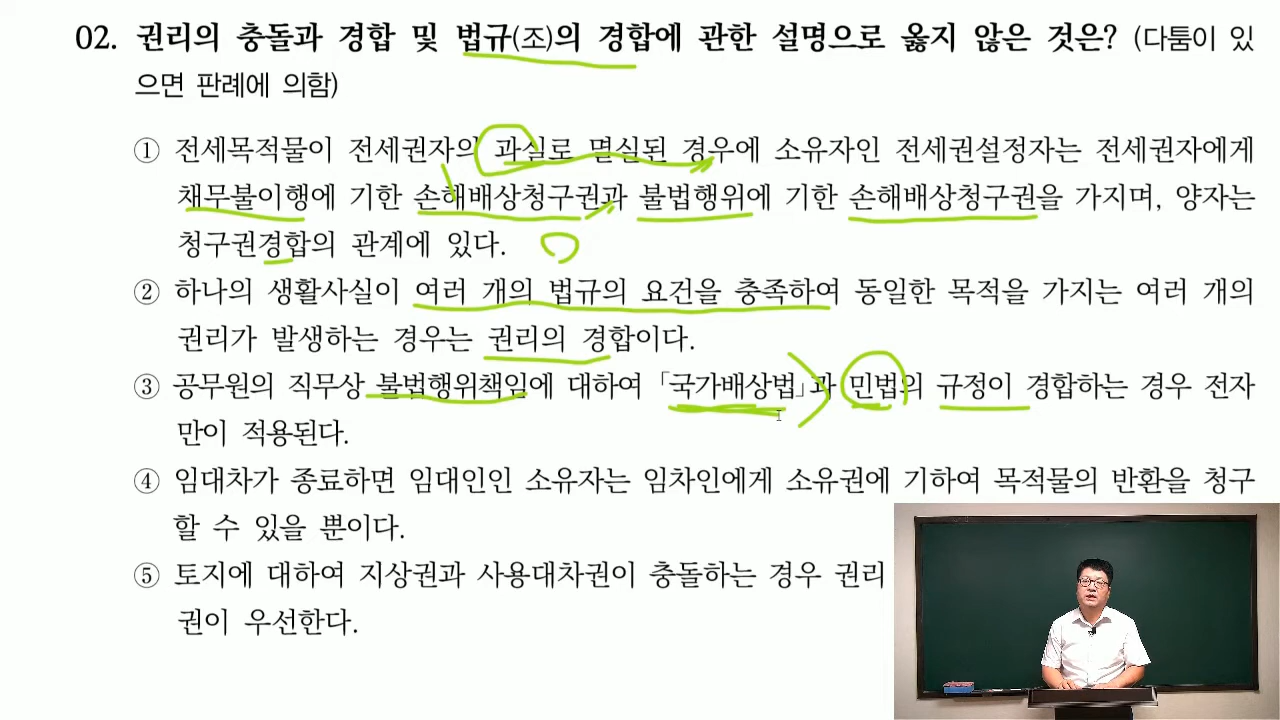 02. 권리의 충돌과 경합 및 법규(조)의 경합에 관한 설명으로 옳지 않은 것은? (다툼이 있
으면 판례에 의함)
① 전세목적물이 전세권자의 과실로 멸실된 경우에 소유자인 전세권설정자는 전세권자에게
채무불이행에 기한 손해배상청구권과 불법행위에 기한 손해배상청구권을 가지며, 양자는
청구권경합의 관계에 있다.
② 하나의 생활사실이 여러 개의 법규의 요건을 충족하여 동일한 목적을 가지는 여러 개의
권리가 발생하는 경우는 권리의 경합이다.
③ 공무원의 직무상 불법행위책임에 대하여 「국가배상법」과 민법의 규정이 경합하는 경우 전자
만이 적용된다.
④ 임대차가 종료하면 임대인인 소유자는 임차인에게 소유권에 기하여 목적물의 반환을 청구
할 수 있을 뿐이다.
⑤ 토지에 대하여 지상권과 사용대차권이 충돌하는 경우 권리
권이 우선한다.